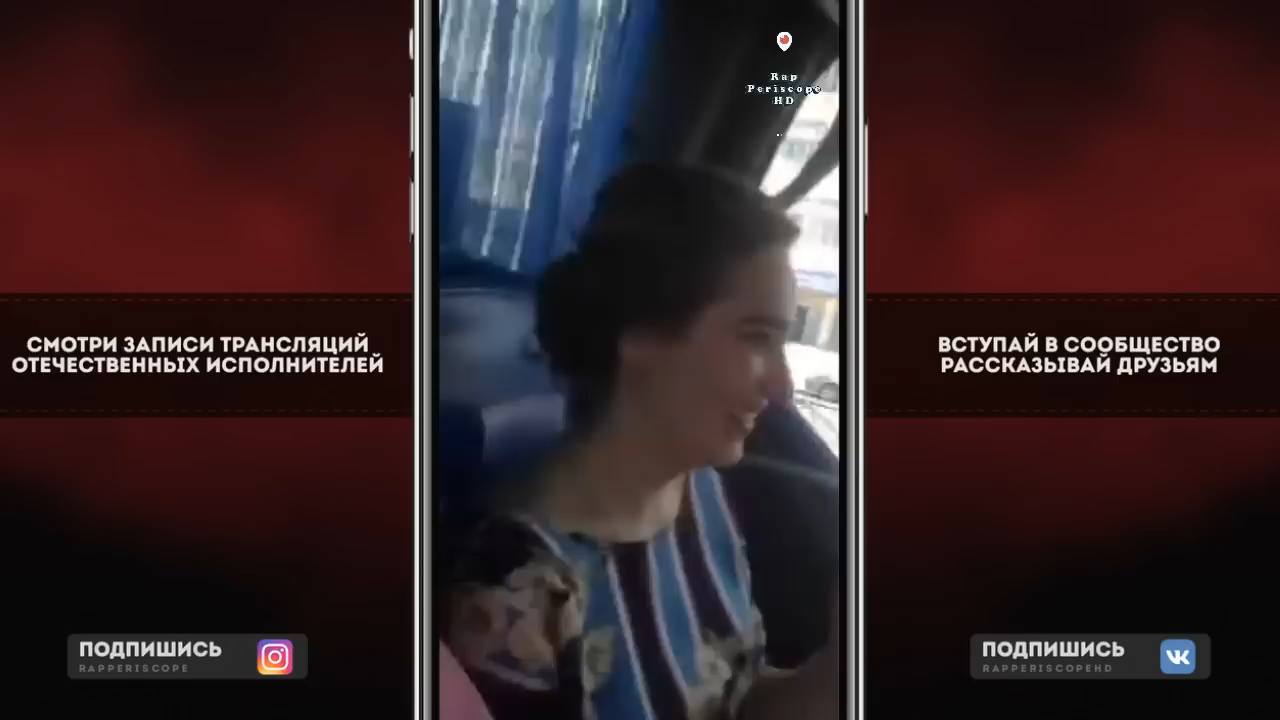 Rap
Periscope
HD
СМОТРИ ЗАПИСИ ТРАНСЛЯЦИЙ
ОТЕЧЕСТВЕННЫХ ИСПОЛНИТЕЛЕЙ
ВСТУПАЙ В СООБЩЕСТВО
РАССКАЗЫВАЙ ДРУЗЬЯМ
ПОДПИШИСЬ
RAPPERISCOPE
ПОДПИШИСЬ
RAPPERISCOPEHD